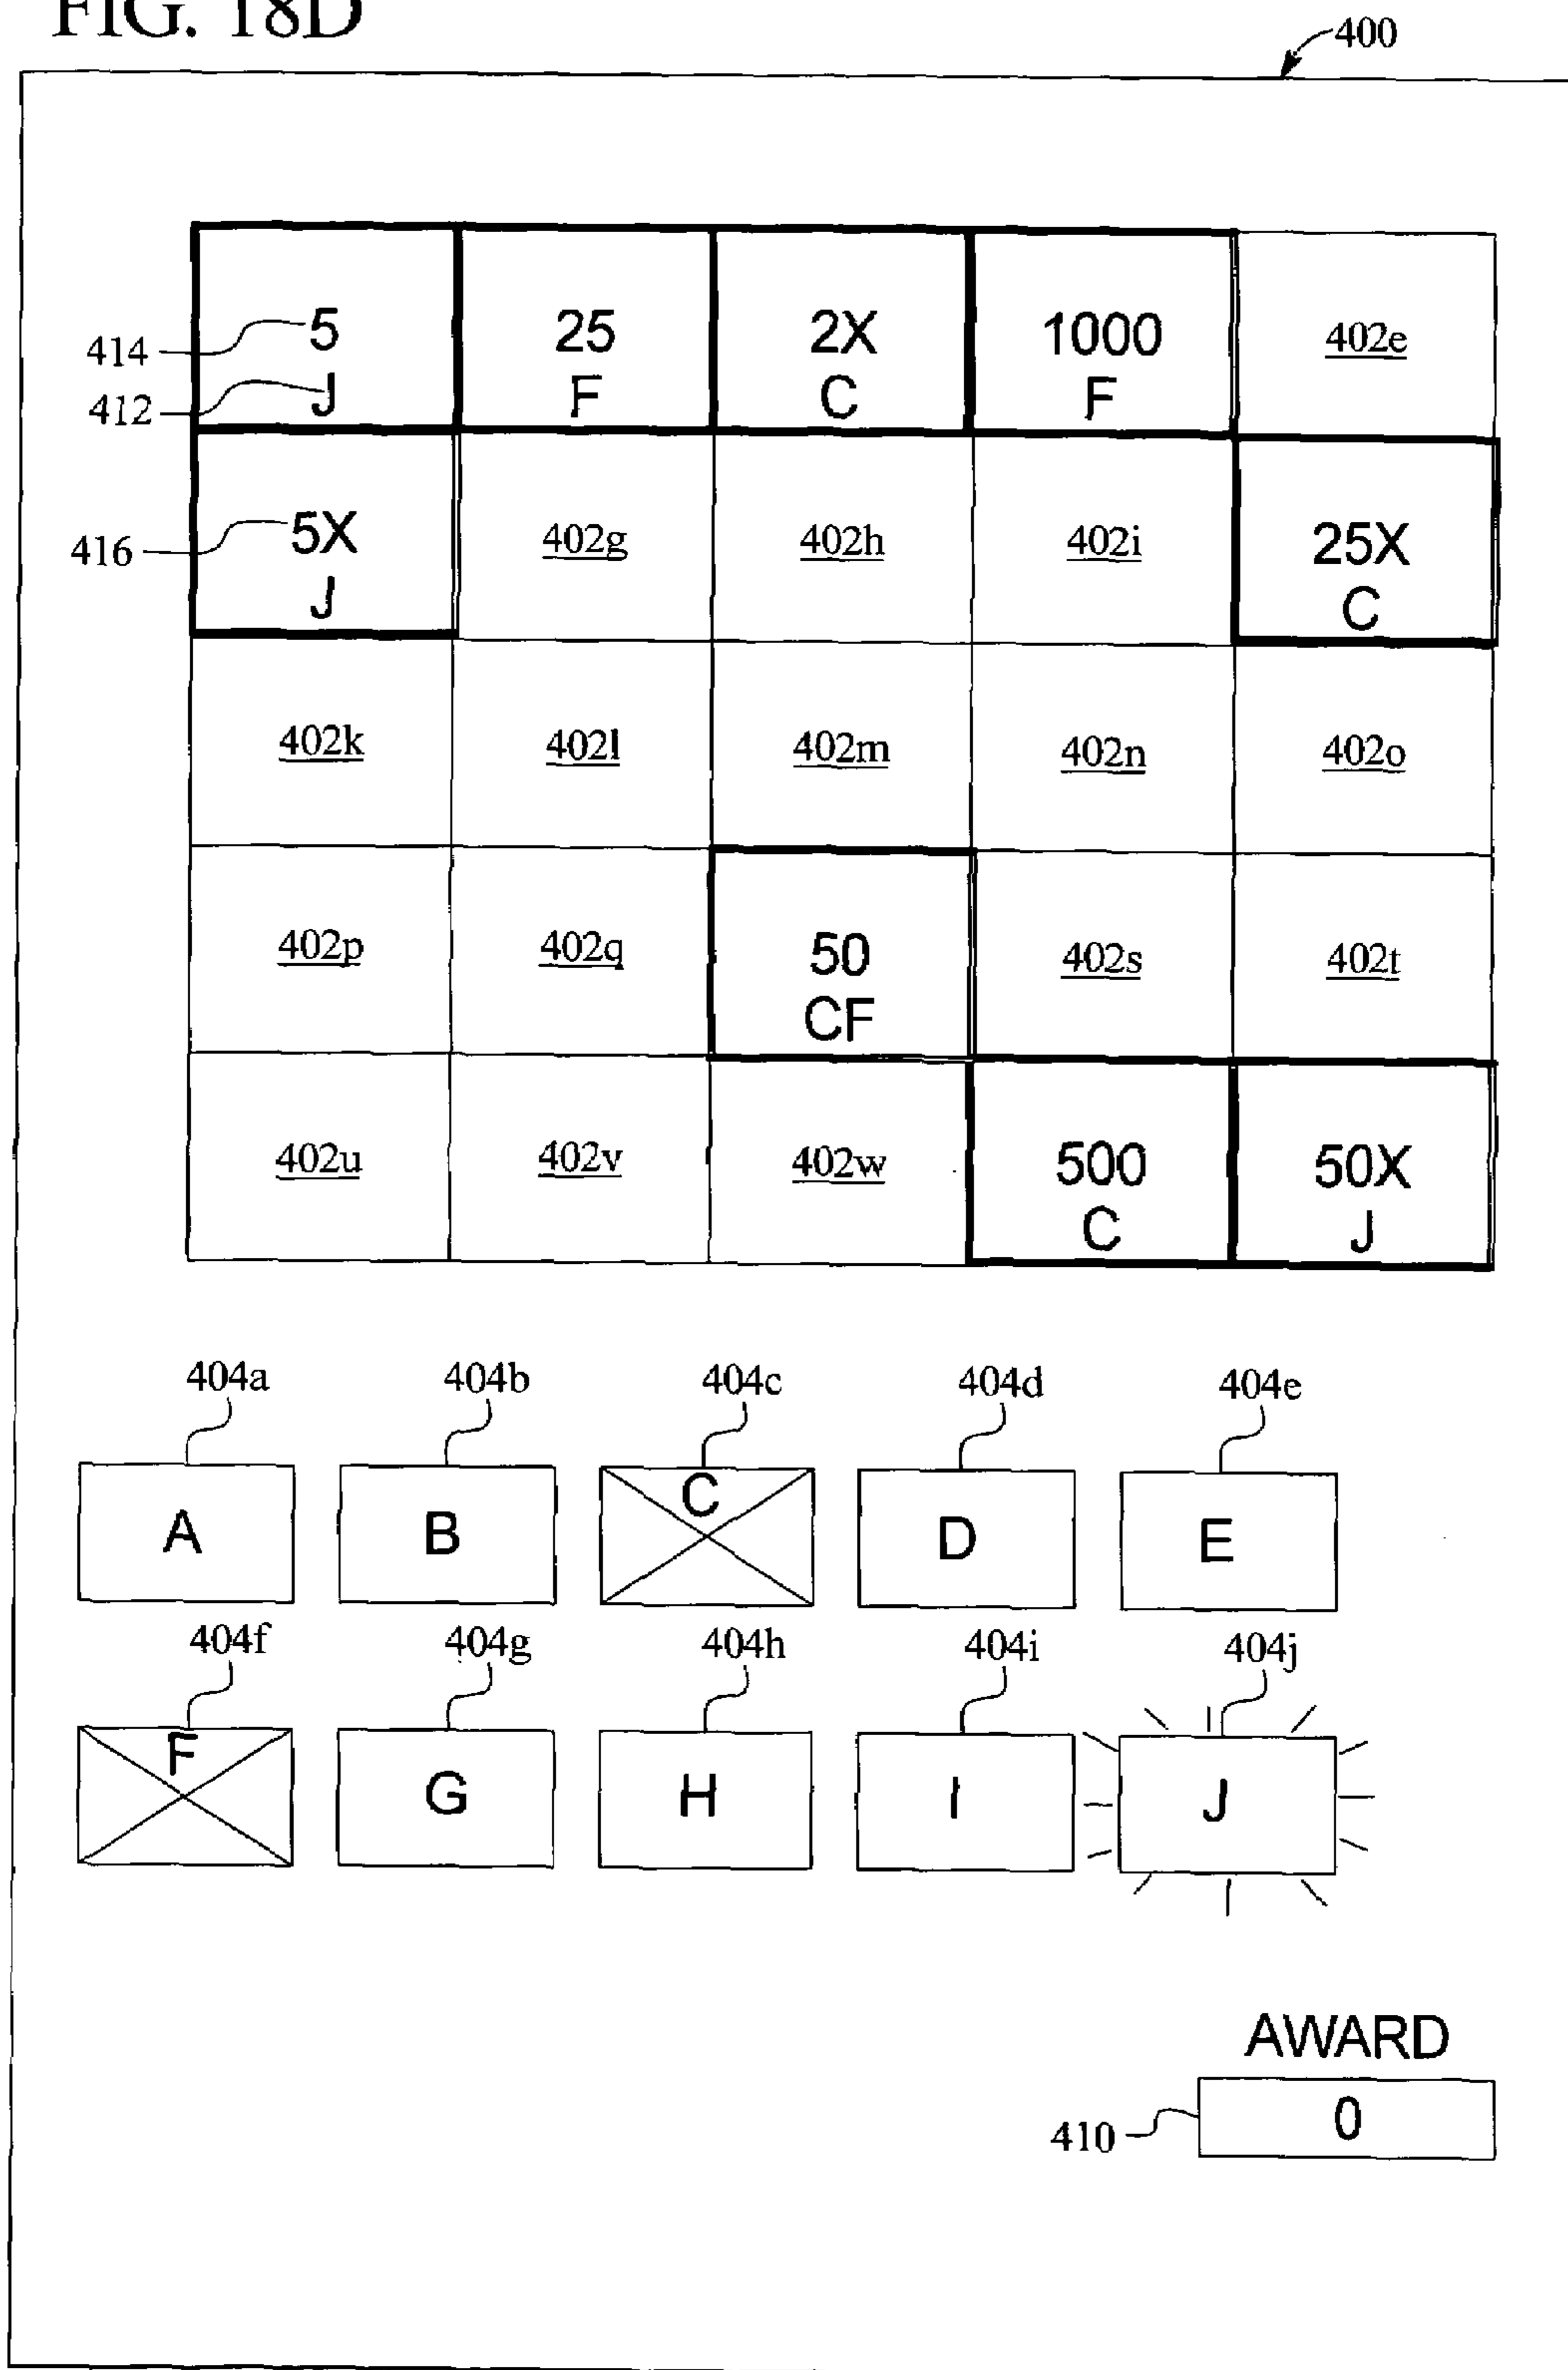 FIG. 18D
400
5 25 2X 1000 402e
414
J F C F
412
5X 402g 402h 402i 25X
416
J C
402k 402l 402m 402n 402o
402p 402q 50 402s 402t
CF
402u 402v 402w 500 50X
C J
404a 404b 404c 404d 404e
A B C D E
404f 404g 404h 404i 404j
F G H I J
AWARD
410 0